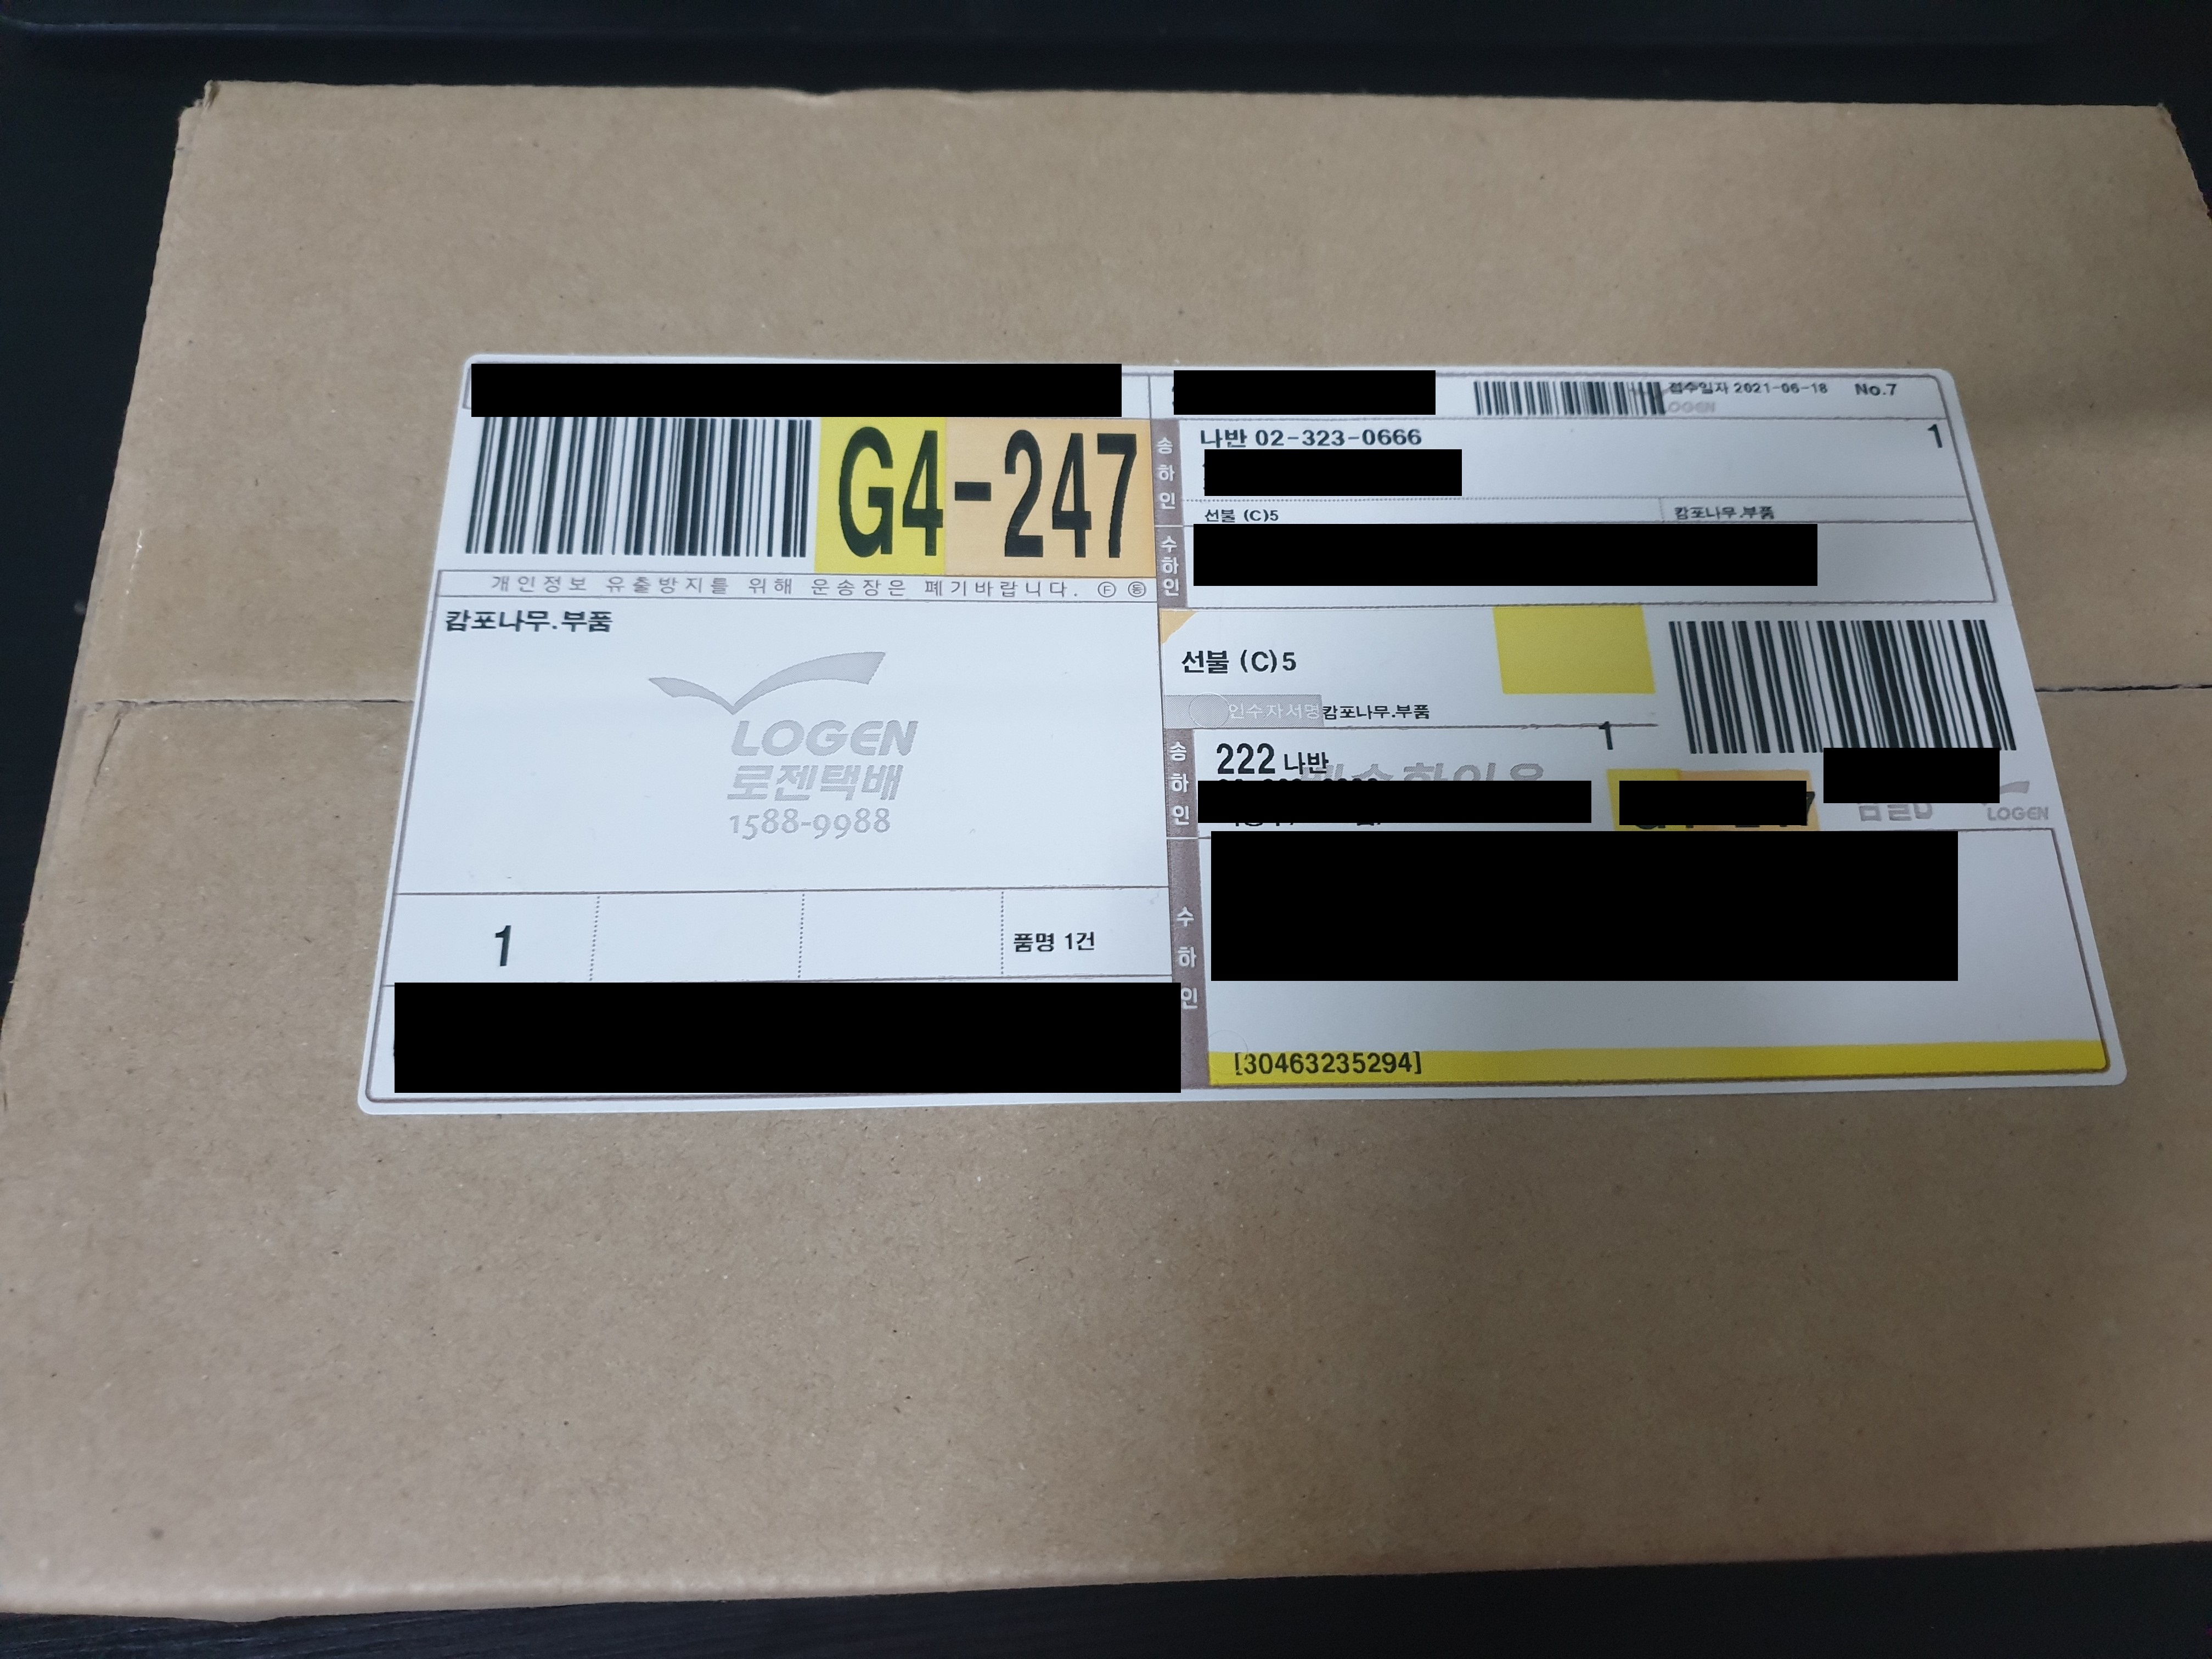 G4-247
개인정보 유출방지를 위해 운송장은 폐기바랍니다. Ⓕ
캄포나무.부품
LOGEN
로젠택배
1588-9988
1
품명 1건
접수일자 2021-06-18 No.7
LOGEN
송하인
나반 02-323-0666
1
선불 (C)5
캄포나무.부품
수하인
선불 (C)5
인수자서명 캄포나무.부품
1
송하인
222 나반
LOGEN
수하인
[30463235294]